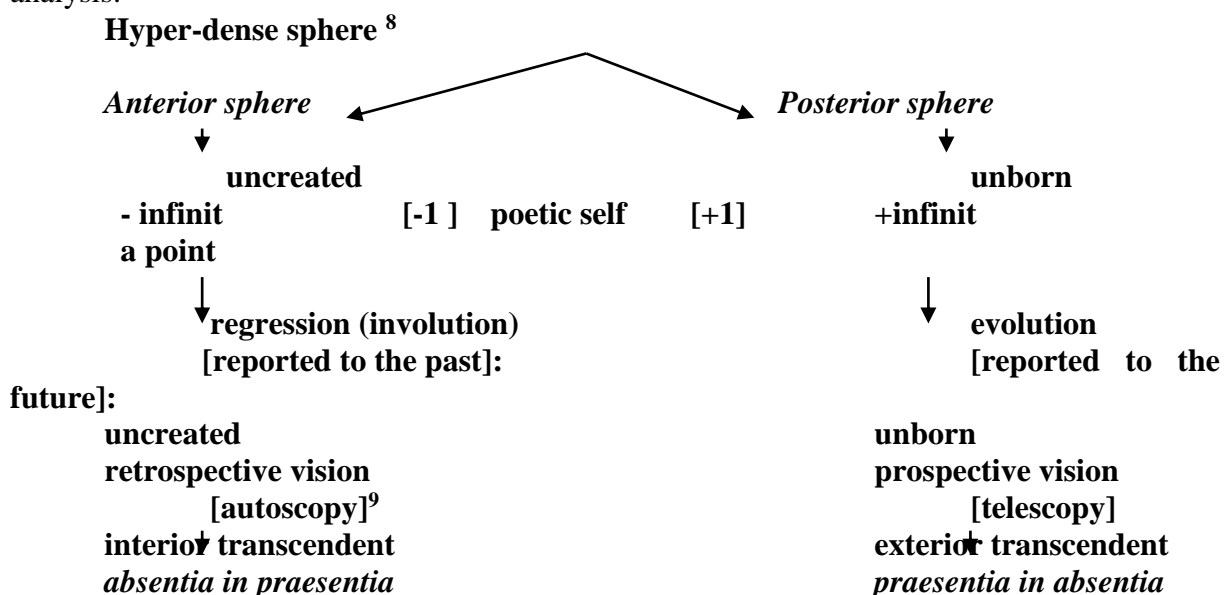 analysis:
Hyper-dense sphere 8
Anterior sphere Posterior sphere
uncreated unborn
- infinit [-1 ] poetic self [+1] +infinit
a point
regression (involution) evolution
[reported to the past]: [reported to the
future]:
uncreated unborn
retrospective vision prospective vision
[autoscopy]9 [telescopy]
interior transcendent exterior transcendent
absentia in praesentia praesentia in absentia